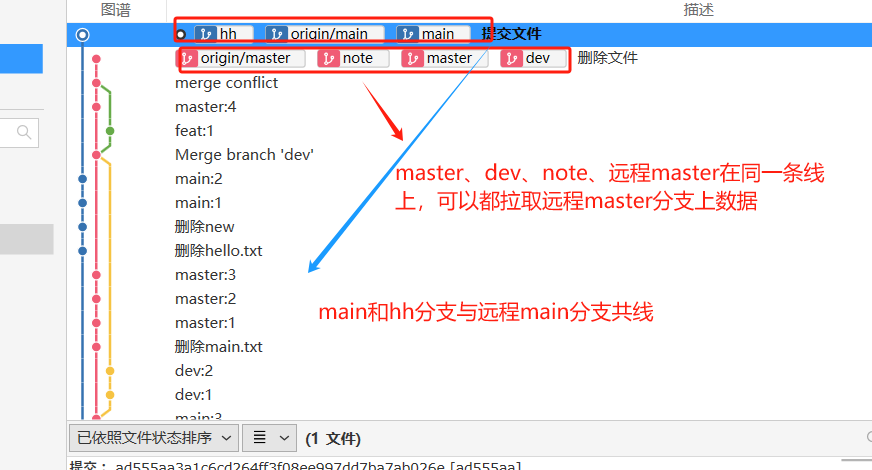 图谱 描述
hh origin/main main 提交文件
origin/master note master dev 删除文件
merge conflict
master:4
feat:1
Merge branch 'dev'
main:2
main:1
删除new
删除hello.txt
master:3
master:2
master:1
删除main.txt
dev:2
dev:1
main:3
master、dev、note、远程master在同一条线
上，可以都拉取远程master分支上数据
main和hh分支与远程main分支共线
已依照文件状态排序 (1 文件)
提交： ad555aa3a1c6cd264ff3f08ee997dd7ba7ab026e [ad555aa]